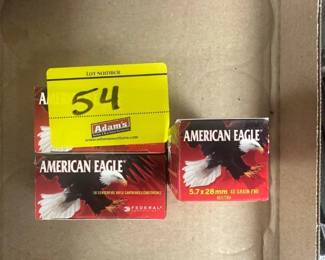 LOT NUMBER
54
Adam's
AMERICAN EAGLE
FEDERAL
AMERICAN EAGLE
5.7x28mm 40 GRAIN FMJ